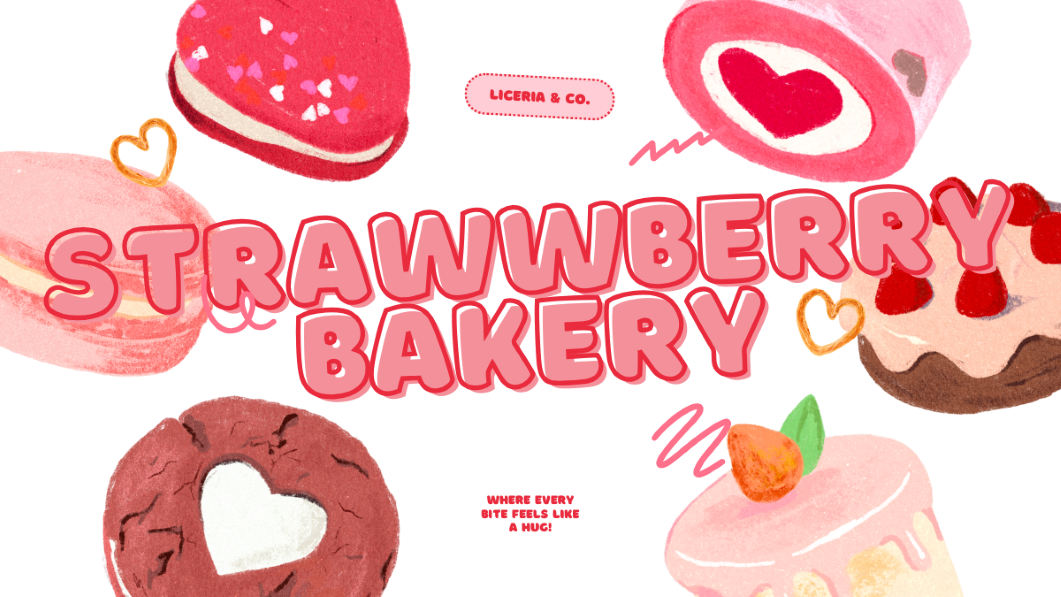 LICERIA & CO.
STRAWWBERRY
BAKERY
WHERE EVERY
BITE FEELS LIKE
A HUG!